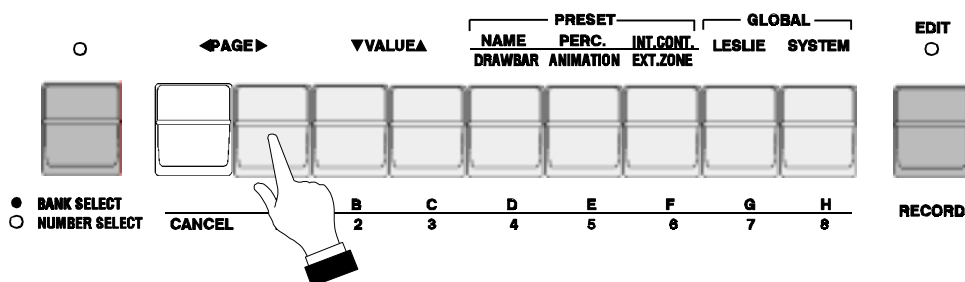 PRESET GLOBAL
EDIT
◀PAGE▶ ▼VALUE▲ NAME PERC. INT.CONT. LESLIE SYSTEM
DRAWBAR ANIMATION EXT.ZONE
● BANK SELECT B C D E F G H
○ NUMBER SELECT CANCEL 2 3 4 5 6 7 8
RECORD